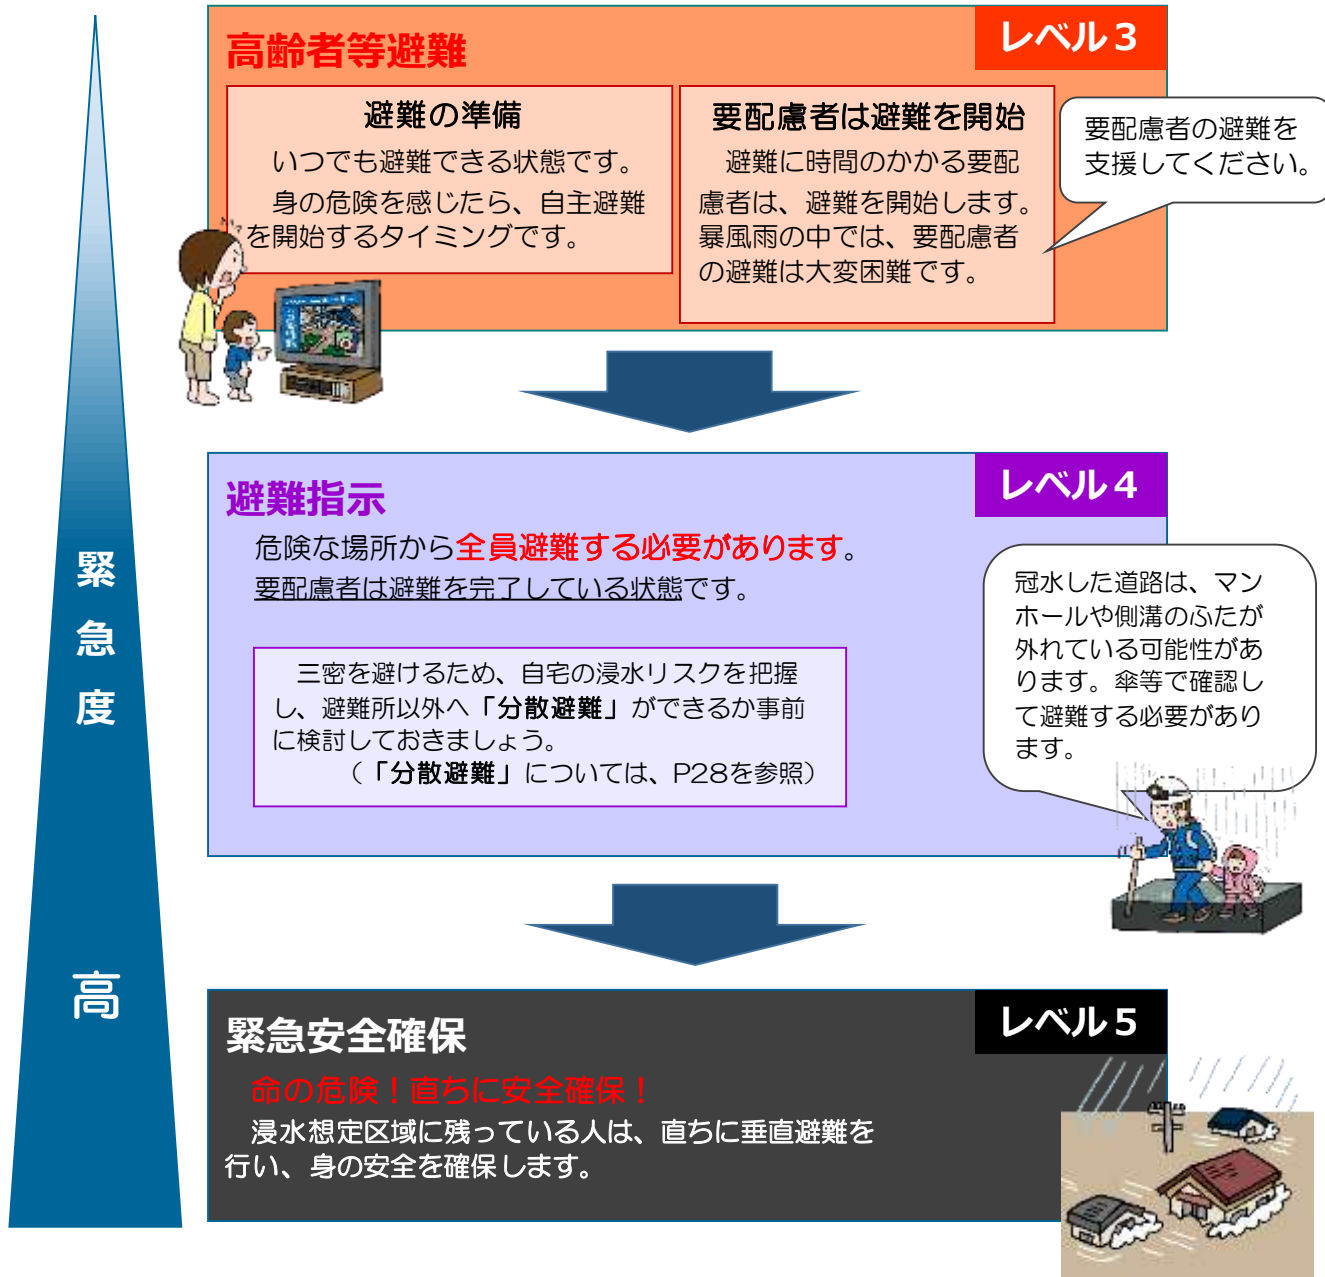 高齢者等避難
レベル3
避難の準備
いつでも避難できる状態です。
身の危険を感じたら、自主避難
を開始するタイミングです。
要配慮者は避難を開始
避難に時間のかかる要配
慮者は、避難を開始します。
暴風雨の中では、要配慮者
の避難は大変困難です。
要配慮者の避難を
支援してください。
避難指示
レベル4
危険な場所から全員避難する必要があります。
要配慮者は避難を完了している状態です。
三密を避けるため、自宅の浸水リスクを把握
し、避難所以外へ「分散避難」ができるか事前
に検討しておきましょう。
(「分散避難」については、P28を参照)
冠水した道路は、マン
ホールや側溝のふたが
外れている可能性があ
ります。傘等で確認し
て避難する必要があり
ます。
緊急度
高
緊急安全確保
レベル5
命の危険!直ちに安全確保!
浸水想定区域に残っている人は、直ちに垂直避難を
行い、身の安全を確保します。